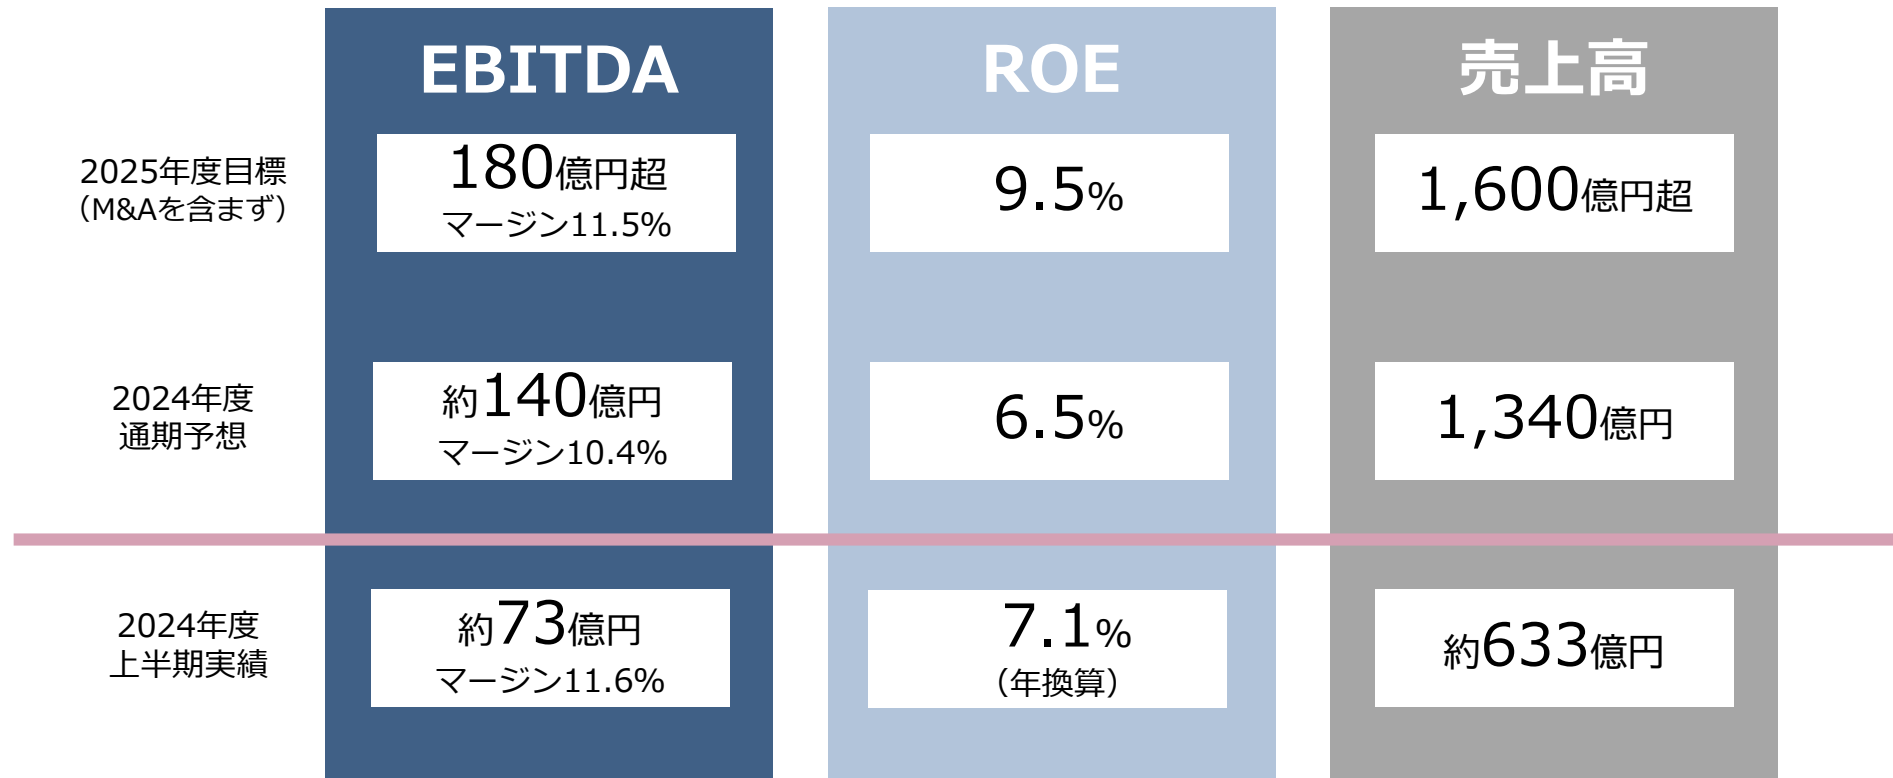 EBITDA
ROE
売上高
2025年度目標
（M&Aを含まず）
180億円超
マージン11.5%
9.5%
1,600億円超
2024年度
通期予想
約140億円
マージン10.4%
6.5%
1,340億円
2024年度
上半期実績
約73億円
マージン11.6%
7.1%
（年換算）
約633億円